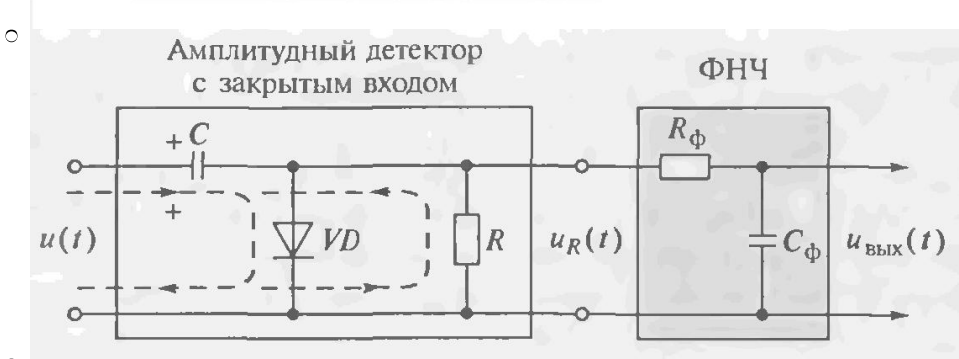 Амплитудный детектор
с закрытым входом
ФНЧ
+ C
+
u(t)
VD
R
u_R(t)
R_ф
C_ф
u_вых(t)